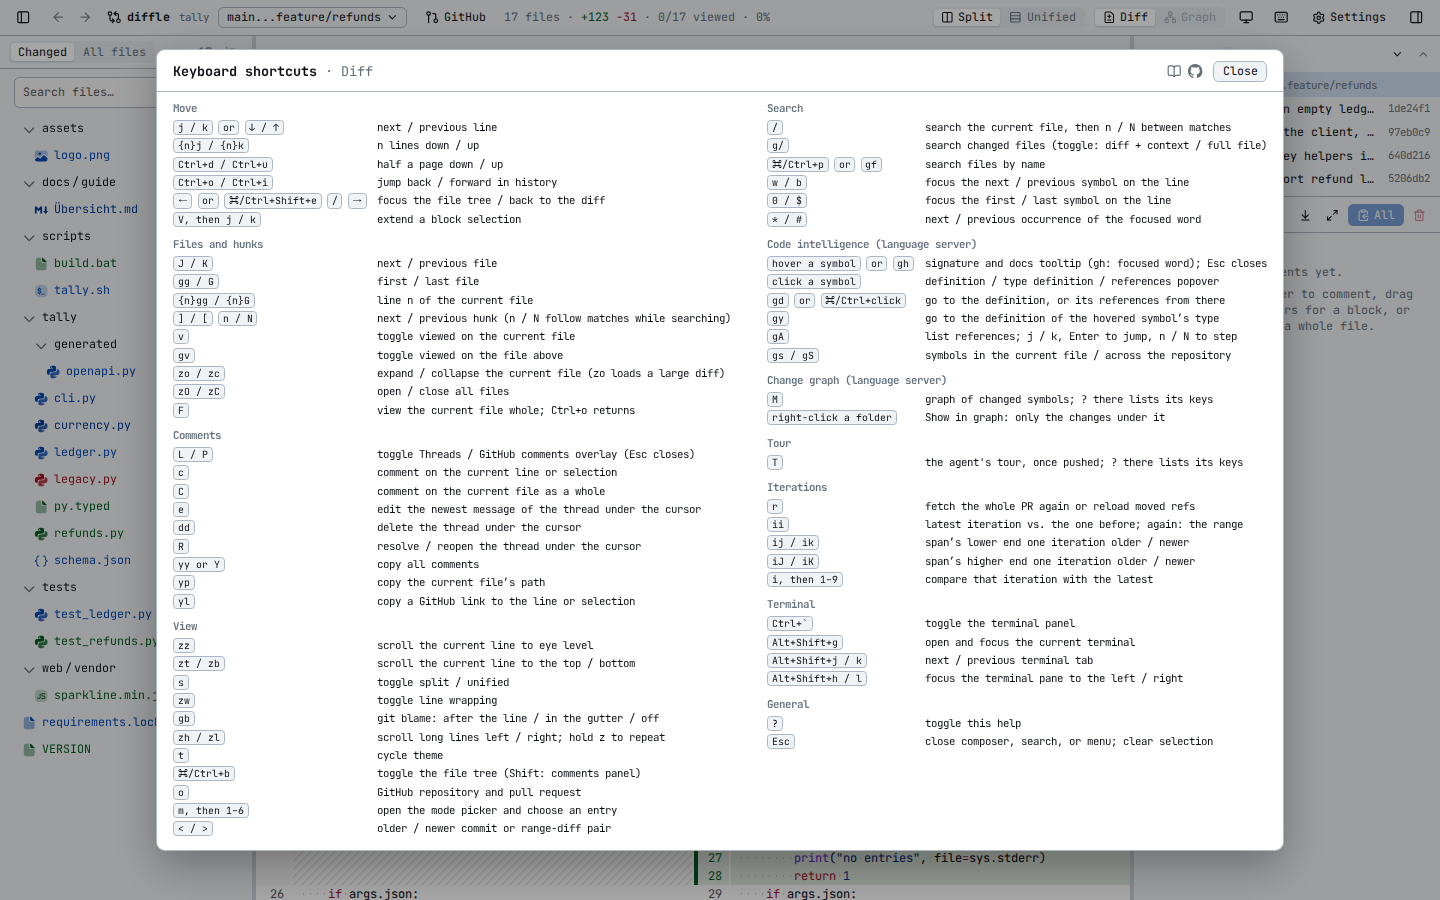 diffle tally main...feature/refunds GitHub 17 files · +123 -31 · 0/17 viewed · 0% Split Unified Diff Graph Settings
Changed All files
Search files…
assets
logo.png
docs/guide
Übersicht.md
scripts
build.bat
tally.sh
tally
generated
openapi.py
cli.py
currency.py
ledger.py
legacy.py
py.typed
refunds.py
schema.json
tests
test_ledger.py
test_refunds.py
web/vendor
sparkline.min.j
requirements.loc
VERSION
Keyboard shortcuts · Diff
Close
Move
j / k or ↓ / ↑ next / previous line
{n}j / {n}k n lines down / up
Ctrl+d / Ctrl+u half a page down / up
Ctrl+o / Ctrl+i jump back / forward in history
← or ⌘/Ctrl+Shift+e / → focus the file tree / back to the diff
V, then j / k extend a block selection
Files and hunks
J / K next / previous file
gg / G first / last file
{n}gg / {n}G line n of the current file
] / [ n / N next / previous hunk (n / N follow matches while searching)
v toggle viewed on the current file
gv toggle viewed on the file above
zo / zc expand / collapse the current file (zo loads a large diff)
zO / zC open / close all files
F view the current file whole; Ctrl+o returns
Comments
L / P toggle Threads / GitHub comments overlay (Esc closes)
c comment on the current line or selection
C comment on the current file as a whole
e edit the newest message of the thread under the cursor
dd delete the thread under the cursor
R resolve / reopen the thread under the cursor
yy or Y copy all comments
yp copy the current file’s path
yl copy a GitHub link to the line or selection
View
zz scroll the current line to eye level
zt / zb scroll the current line to the top / bottom
s toggle split / unified
zw toggle line wrapping
gb git blame: after the line / in the gutter / off
zh / zl scroll long lines left / right; hold z to repeat
t cycle theme
⌘/Ctrl+b toggle the file tree (Shift: comments panel)
o GitHub repository and pull request
m, then 1–6 open the mode picker and choose an entry
< / > older / newer commit or range-diff pair
Search
/ search the current file, then n / N between matches
g/ search changed files (toggle: diff + context / full file)
⌘/Ctrl+p or gf search files by name
w / b focus the next / previous symbol on the line
0 / $ focus the first / last symbol on the line
* / # next / previous occurrence of the focused word
Code intelligence (language server)
hover a symbol or gh signature and docs tooltip (gh: focused word); Esc closes
click a symbol definition / type definition / references popover
gd or ⌘/Ctrl+click go to the definition, or its references from there
gy go to the definition of the hovered symbol’s type
gA list references; j / k, Enter to jump, n / N to step
gs / gS symbols in the current file / across the repository
Change graph (language server)
M graph of changed symbols; ? there lists its keys
right-click a folder Show in graph: only the changes under it
Tour
T the agent's tour, once pushed; ? there lists its keys
Iterations
r fetch the whole PR again or reload moved refs
ii latest iteration vs. the one before; again: the range
ij / ik span’s lower end one iteration older / newer
iJ / iK span’s higher end one iteration older / newer
i, then 1–9 compare that iteration with the latest
Terminal
Ctrl+` toggle the terminal panel
Alt+Shift+g open and focus the current terminal
Alt+Shift+j / k next / previous terminal tab
Alt+Shift+h / l focus the terminal pane to the left / right
General
? toggle this help
Esc close composer, search, or menu; clear selection
.feature/refunds
n empty ledg… 1de24f1
the client, … 97eb0c9
ey helpers i… 640d216
ort refund l… 5206db2
All
ents yet.
er to comment, drag
rs for a block, or
a whole file.
27 print("no entries", file=sys.stderr)
28 return 1
26 if args.json:
29 if args.json: